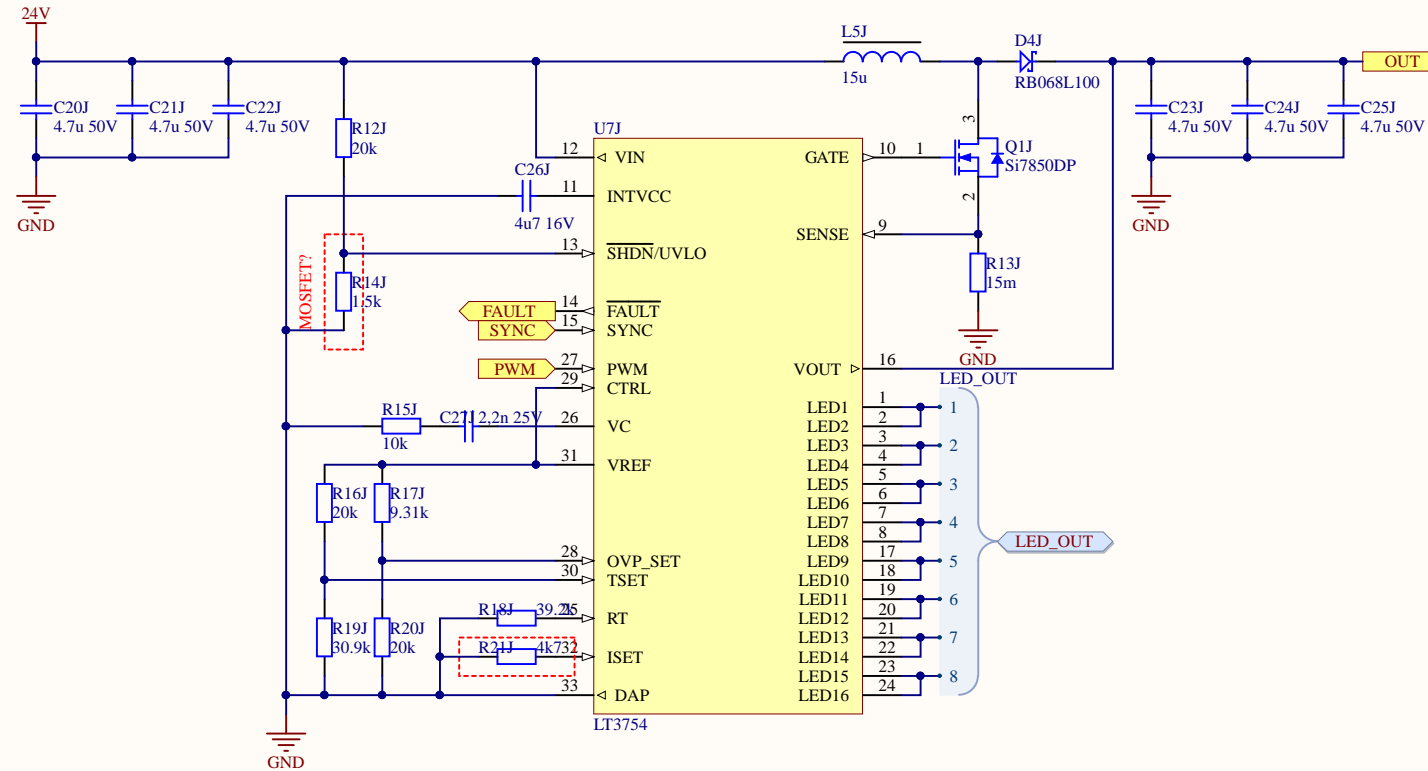 24V
L5J
15u
D4J
RB068L100
OUT
C20J
4.7u 50V
C21J
4.7u 50V
C22J
4.7u 50V
C23J
4.7u 50V
C24J
4.7u 50V
C25J
4.7u 50V
R12J
20k
U7J
GND
GND
C26J
4u7 16V
12 VIN
11 INTVCC
13 SHDN/UVLO
GATE 10
1
3
2
Q1J
Si7850DP
SENSE 9
R13J
15m
GND
MOSFET?
R14J
1.5k
FAULT 14 FAULT
SYNC 15 SYNC
PWM 27 PWM
29 CTRL
VOUT 16
LED_OUT
R15J
10k
C27J 2,2n 25V
26 VC
31 VREF
R16J
20k
R17J
9.31k
28 OVP_SET
30 TSET
R18J 39.2k
25 RT
R19J
30.9k
R20J
20k
R21J 4k7
32 ISET
33 DAP
LED1 1 1
LED2 2
LED3 3 2
LED4 4
LED5 5 3
LED6 6
LED7 7 4
LED8 8
LED9 17 5
LED10 18
LED11 19 6
LED12 20
LED13 21 7
LED14 22
LED15 23 8
LED16 24
LED_OUT
LT3754
GND